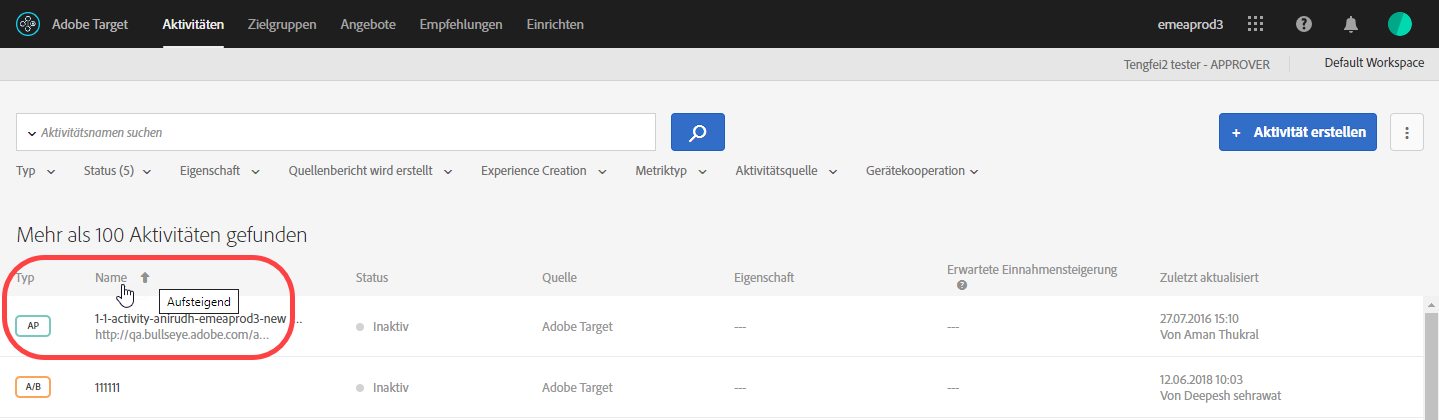 Adobe Target Aktivitäten Zielgruppen Angebote Empfehlungen Einrichten emeaprod3
Tengfei2 tester - APPROVER Default Workspace
Aktivitätsnamen suchen + Aktivität erstellen
Typ Status (5) Eigenschaft Quellenbericht wird erstellt Experience Creation Metriktyp Aktivitätsquelle Gerätekooperation
Mehr als 100 Aktivitäten gefunden
Typ Name Status Quelle Eigenschaft Erwartete Einnahmensteigerung Zuletzt aktualisiert
Aufsteigend
AP 1-1-activity-anirudh-emeaprod3-new ... Inaktiv Adobe Target --- --- 27.07.2016 15:10
http://qa.bullseye.adobe.com/a... Von Aman Thukral
A/B 111111 Inaktiv Adobe Target --- --- 12.06.2018 10:03
Von Deepesh sehrawat